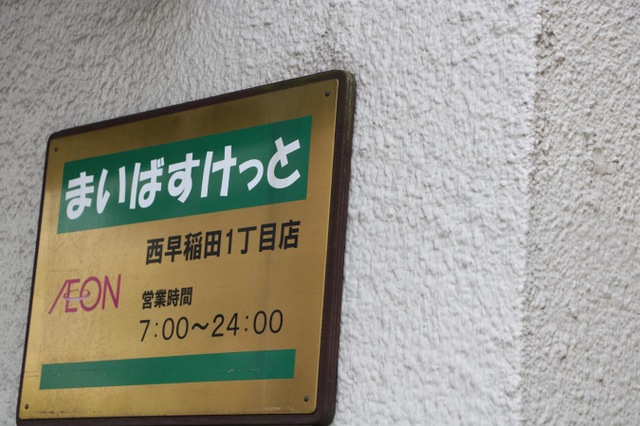 まいばすけっと
西早稲田1丁目店
ÆON
営業時間
7:00～24:00